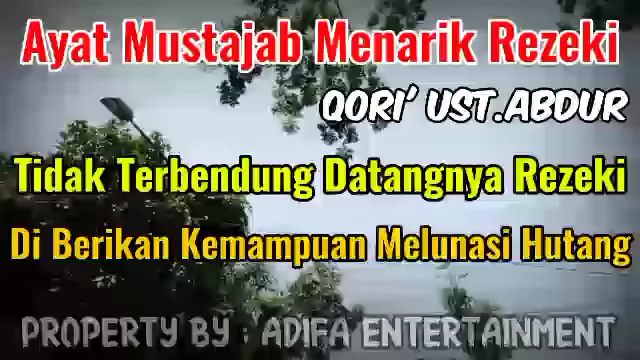 Ayat Mustajab Menarik Rezeki
QORI' UST.ABDUR
Tidak Terbendung Datangnya Rezeki
Di Berikan Kemampuan Melunasi Hutang
PROPERTY BY : ADIFA ENTERTAINMENT